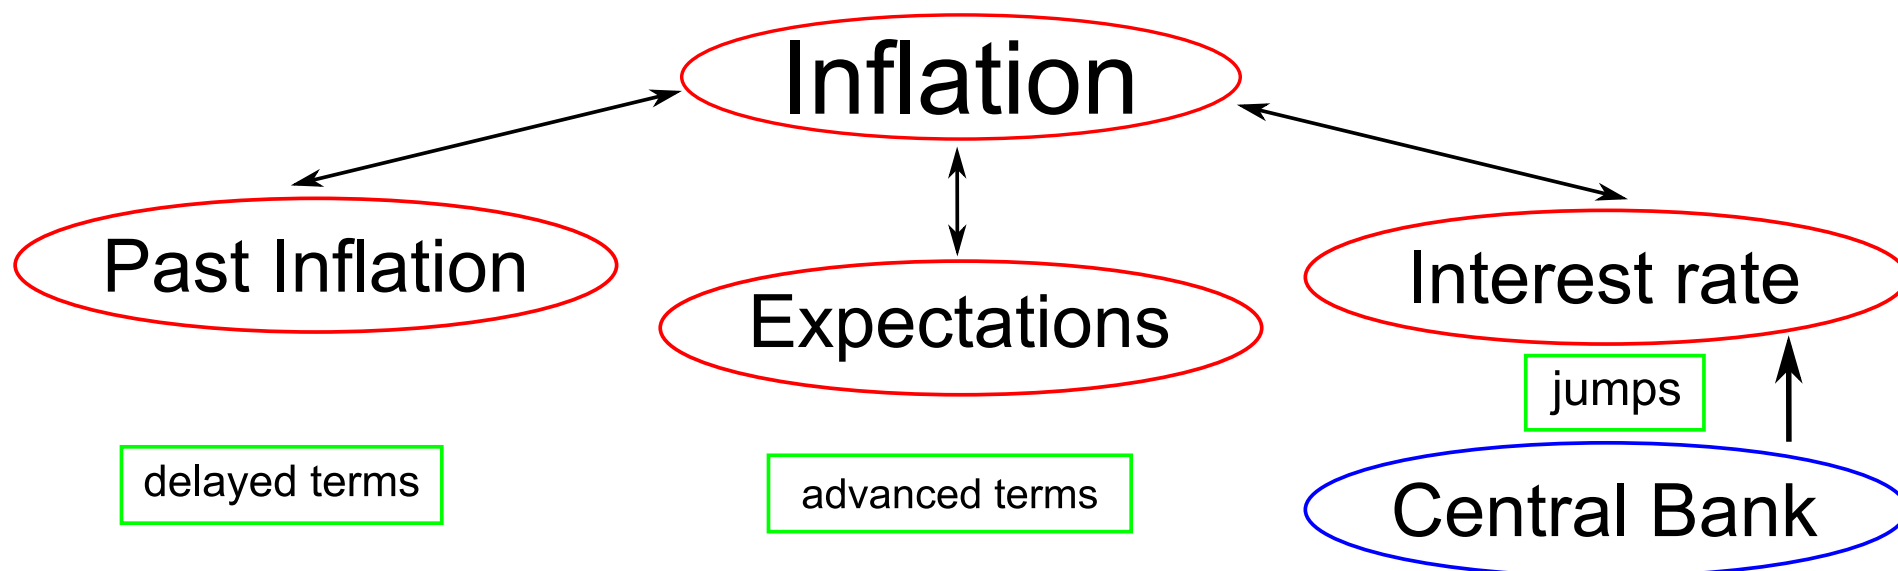 Inflation
Past Inflation
Expectations
Interest rate
jumps
delayed terms
advanced terms
Central Bank